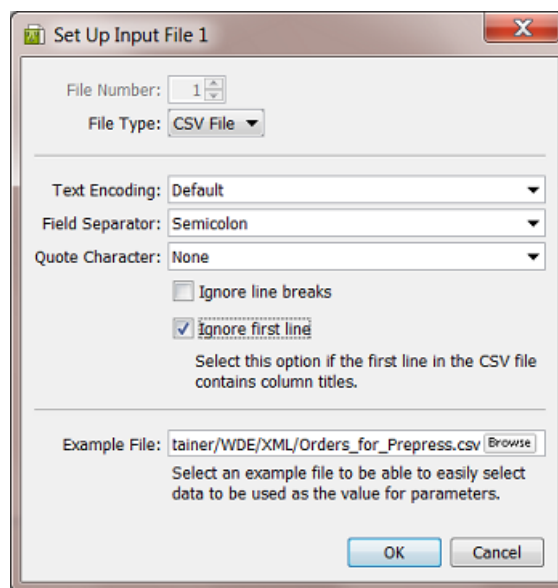 Set Up Input File 1
File Number: 1
File Type: CSV File
Text Encoding: Default
Field Separator: Semicolon
Quote Character: None
Ignore line breaks
Ignore first line
Select this option if the first line in the CSV file
contains column titles.
Example File: tainer/WDE/XML/Orders_for_Prepress.csv Browse
Select an example file to be able to easily select
data to be used as the value for parameters.
OK Cancel